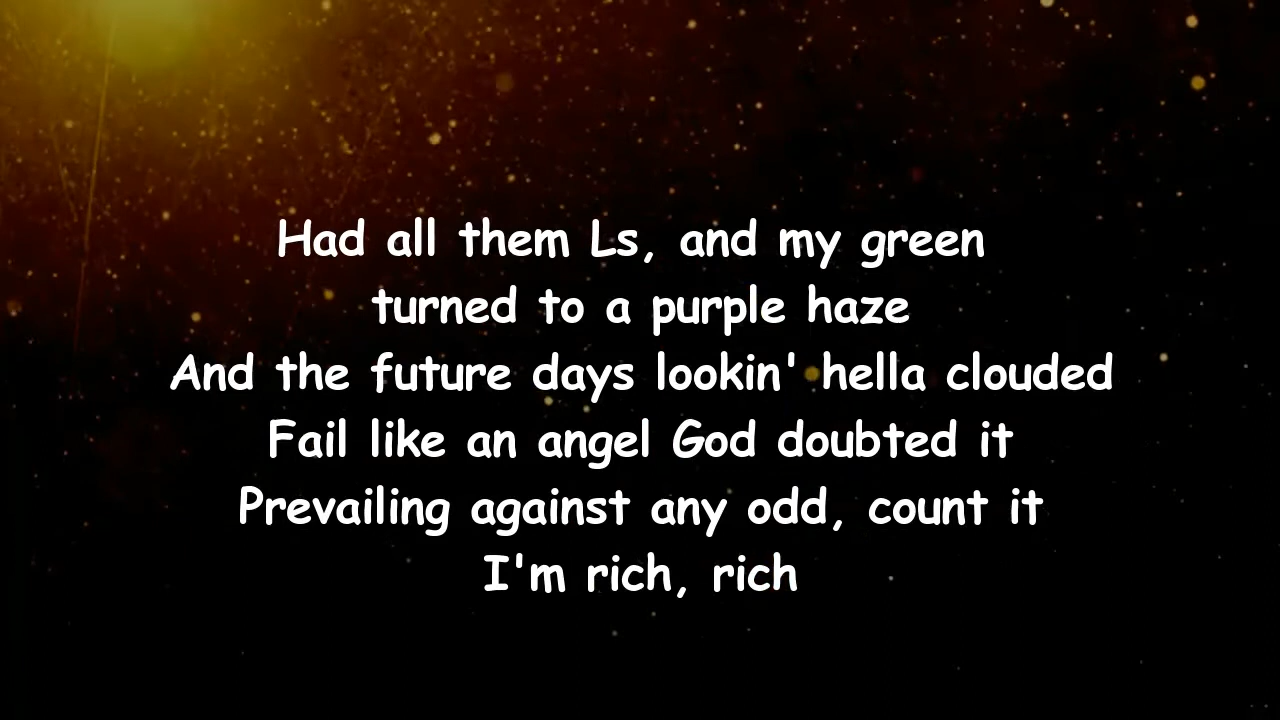 Had all them Ls, and my green
turned to a purple haze
And the future days lookin' hella clouded
Fail like an angel God doubted it
Prevailing against any odd, count it
I'm rich, rich